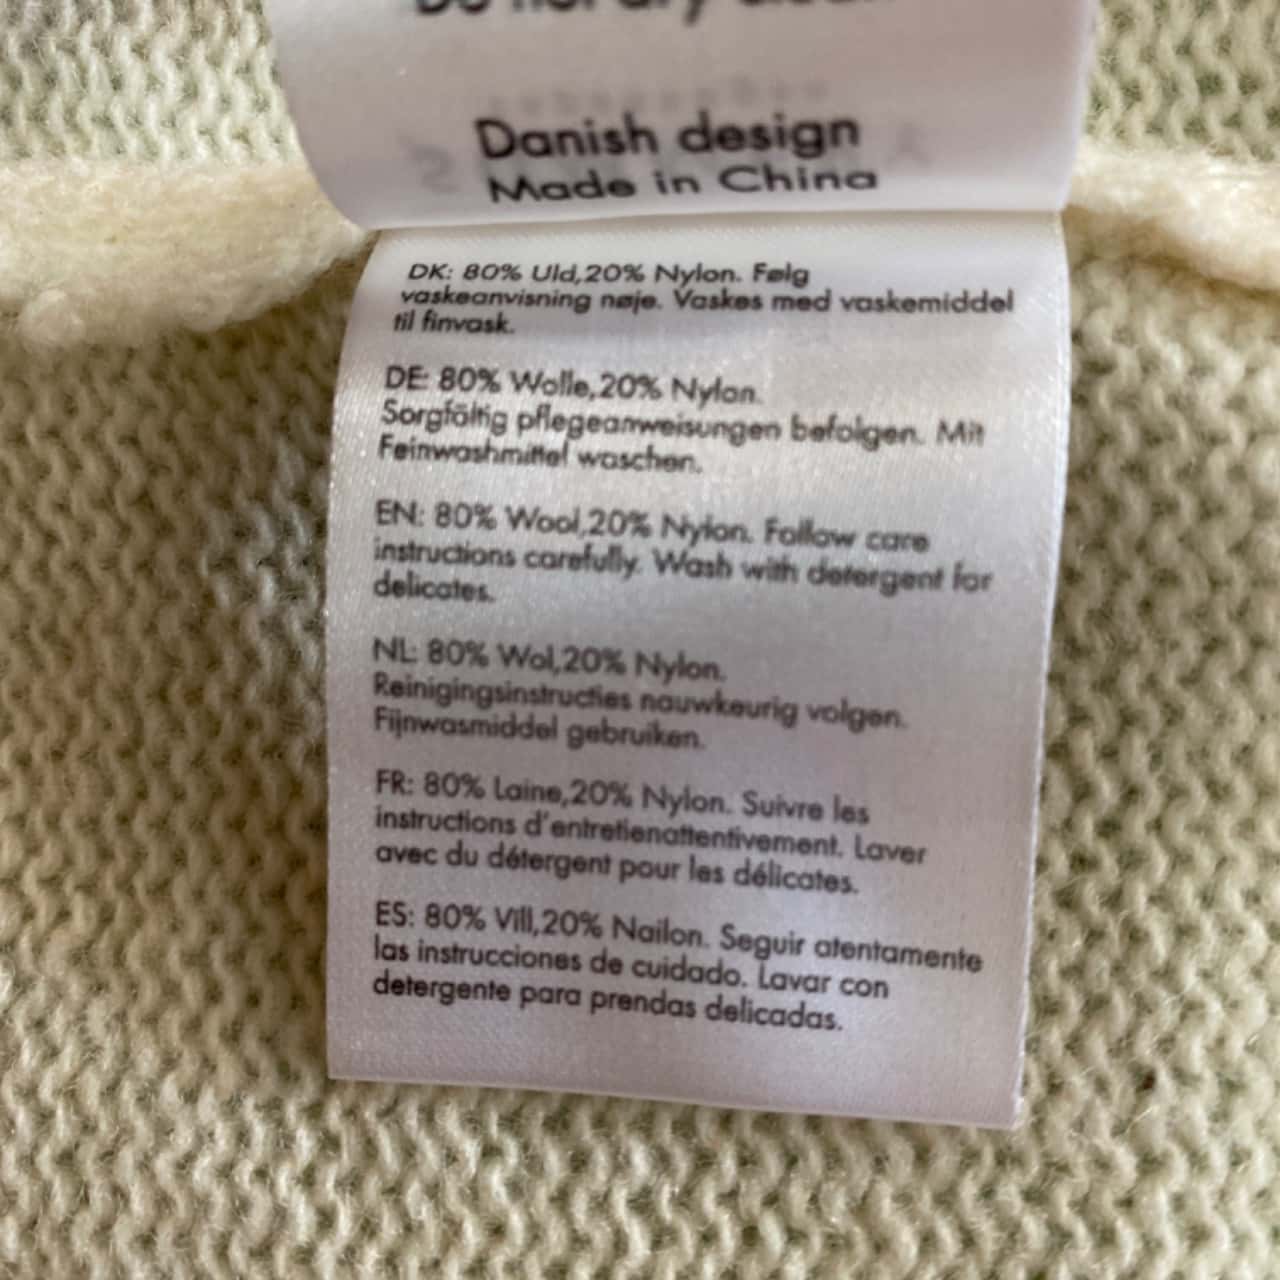 Do not dry clean
Danish design
Made in China
DK: 80% Uld,20% Nylon. Følg
vaskeanvisning nøje. Vaskes med vaskemiddel
til finvask.
DE: 80% Wolle,20% Nylon.
Sorgfältig pflegeanweisungen befolgen. Mit
Feinwashmittel waschen.
EN: 80% Wool,20% Nylon. Follow care
instructions carefully. Wash with detergent for
delicates.
NL: 80% Wol,20% Nylon.
Reinigingsinstructies nauwkeurig volgen.
Fijnwasmiddel gebruiken.
FR: 80% Laine,20% Nylon. Suivre les
instructions d'entretienattentivement. Laver
avec du détergent pour les délicates.
ES: 80% Vill,20% Nailon. Seguir atentamente
las instrucciones de cuidado. Lavar con
detergente para prendas delicadas.